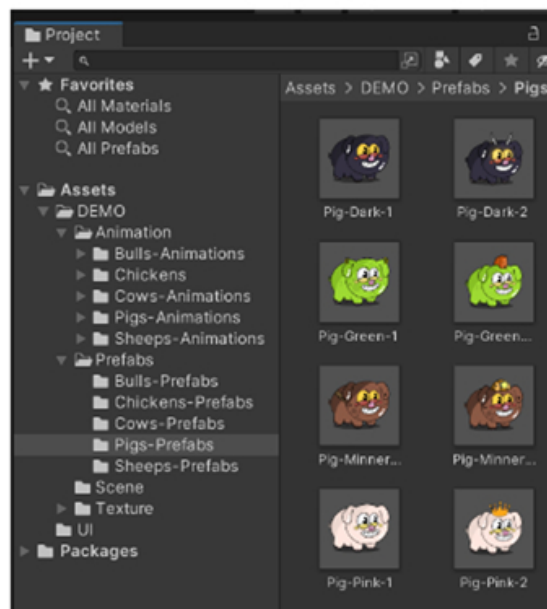 Project
Favorites
All Materials
All Models
All Prefabs
Assets
DEMO
Animation
Bulls-Animations
Chickens
Cows-Animations
Pigs-Animations
Sheeps-Animations
Prefabs
Bulls-Prefabs
Chickens-Prefabs
Cows-Prefabs
Pigs-Prefabs
Sheeps-Prefabs
Scene
Texture
UI
Packages
Assets > DEMO > Prefabs > Pigs
Pig-Dark-1 Pig-Dark-2
Pig-Green-1 Pig-Green...
Pig-Minner... Pig-Minner...
Pig-Pink-1 Pig-Pink-2